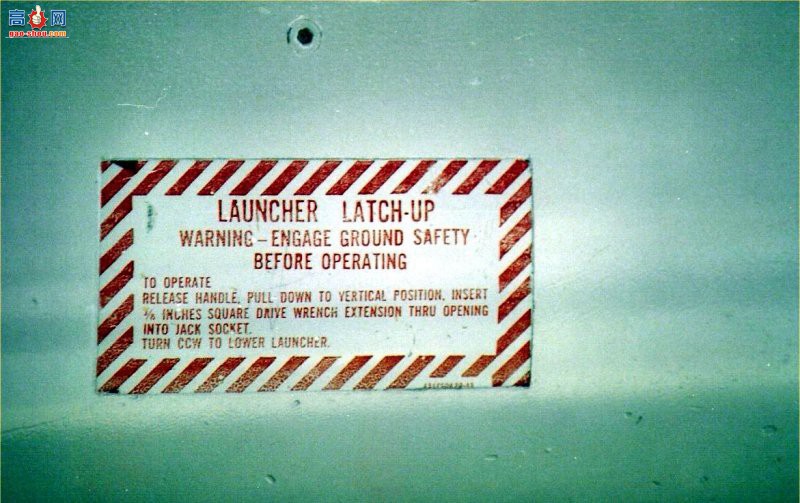 高手网
gao-shou.com
LAUNCHER LATCH-UP
WARNING-ENGAGE GROUND SAFETY
BEFORE OPERATING
TO OPERATE
RELEASE HANDLE, PULL DOWN TO VERTICAL POSITION, INSERT
INCHES SQUARE DRIVE WRENCH EXTENSION THRU OPENING
INTO JACK SOCKET.
TURN CCW TO LOWER LAUNCHER.